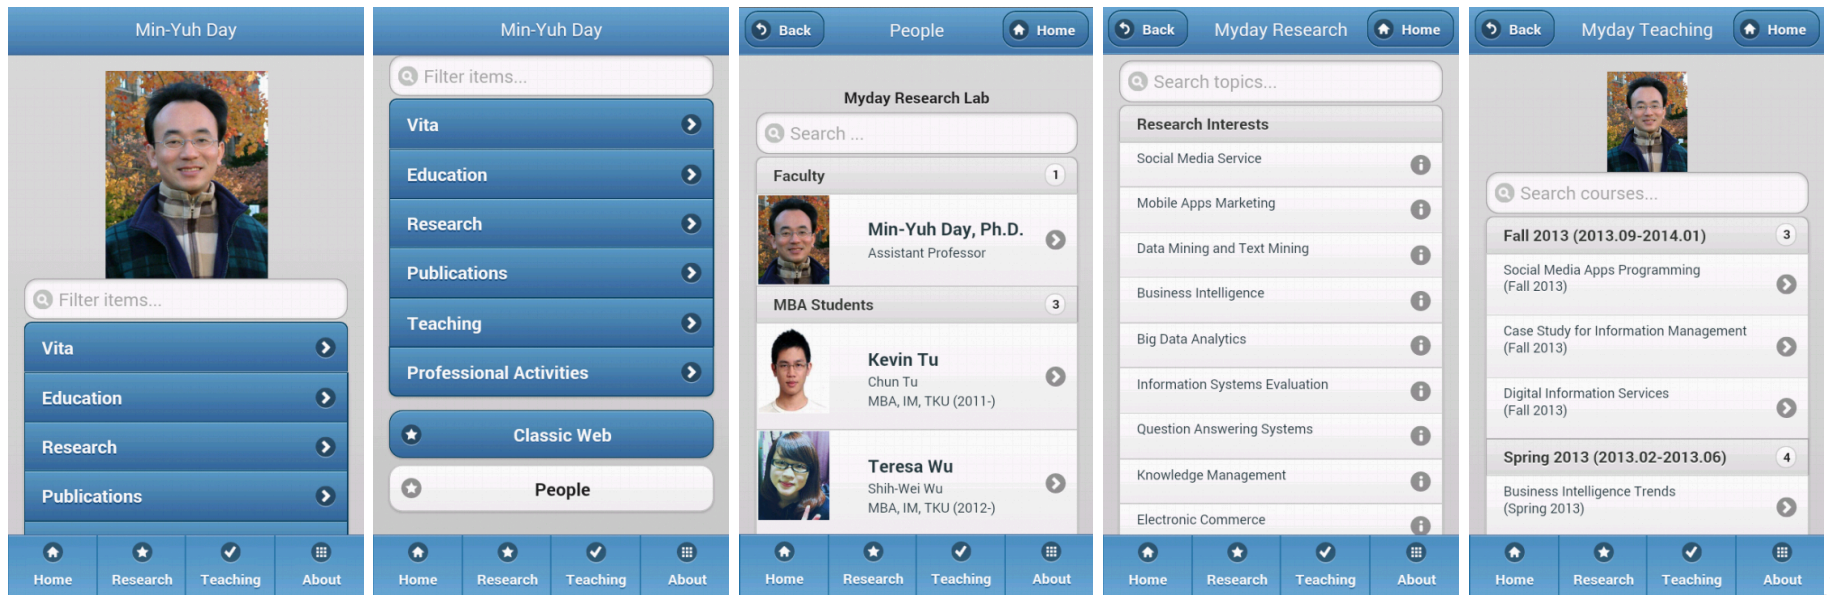 Min-Yuh Day
Filter items...
Vita
Education
Research
Publications
Home
Research
Teaching
About
Min-Yuh Day
Filter items...
Vita
Education
Research
Publications
Teaching
Professional Activities
Classic Web
People
Home
Research
Teaching
About
Back
People
Home
Myday Research Lab
Search ...
Faculty
1
Min-Yuh Day, Ph.D.
Assistant Professor
MBA Students
3
Kevin Tu
Chun Tu
MBA, IM, TKU (2011-)
Teresa Wu
Shih-Wei Wu
MBA, IM, TKU (2012-)
Home
Research
Teaching
About
Back
Myday Research
Home
Search topics...
Research Interests
Social Media Service
Mobile Apps Marketing
Data Mining and Text Mining
Business Intelligence
Big Data Analytics
Information Systems Evaluation
Question Answering Systems
Knowledge Management
Electronic Commerce
Home
Research
Teaching
About
Back
Myday Teaching
Home
Search courses...
Fall 2013 (2013.09-2014.01)
3
Social Media Apps Programming
(Fall 2013)
Case Study for Information Management
(Fall 2013)
Digital Information Services
(Fall 2013)
Spring 2013 (2013.02-2013.06)
4
Business Intelligence Trends
(Spring 2013)
Home
Research
Teaching
About